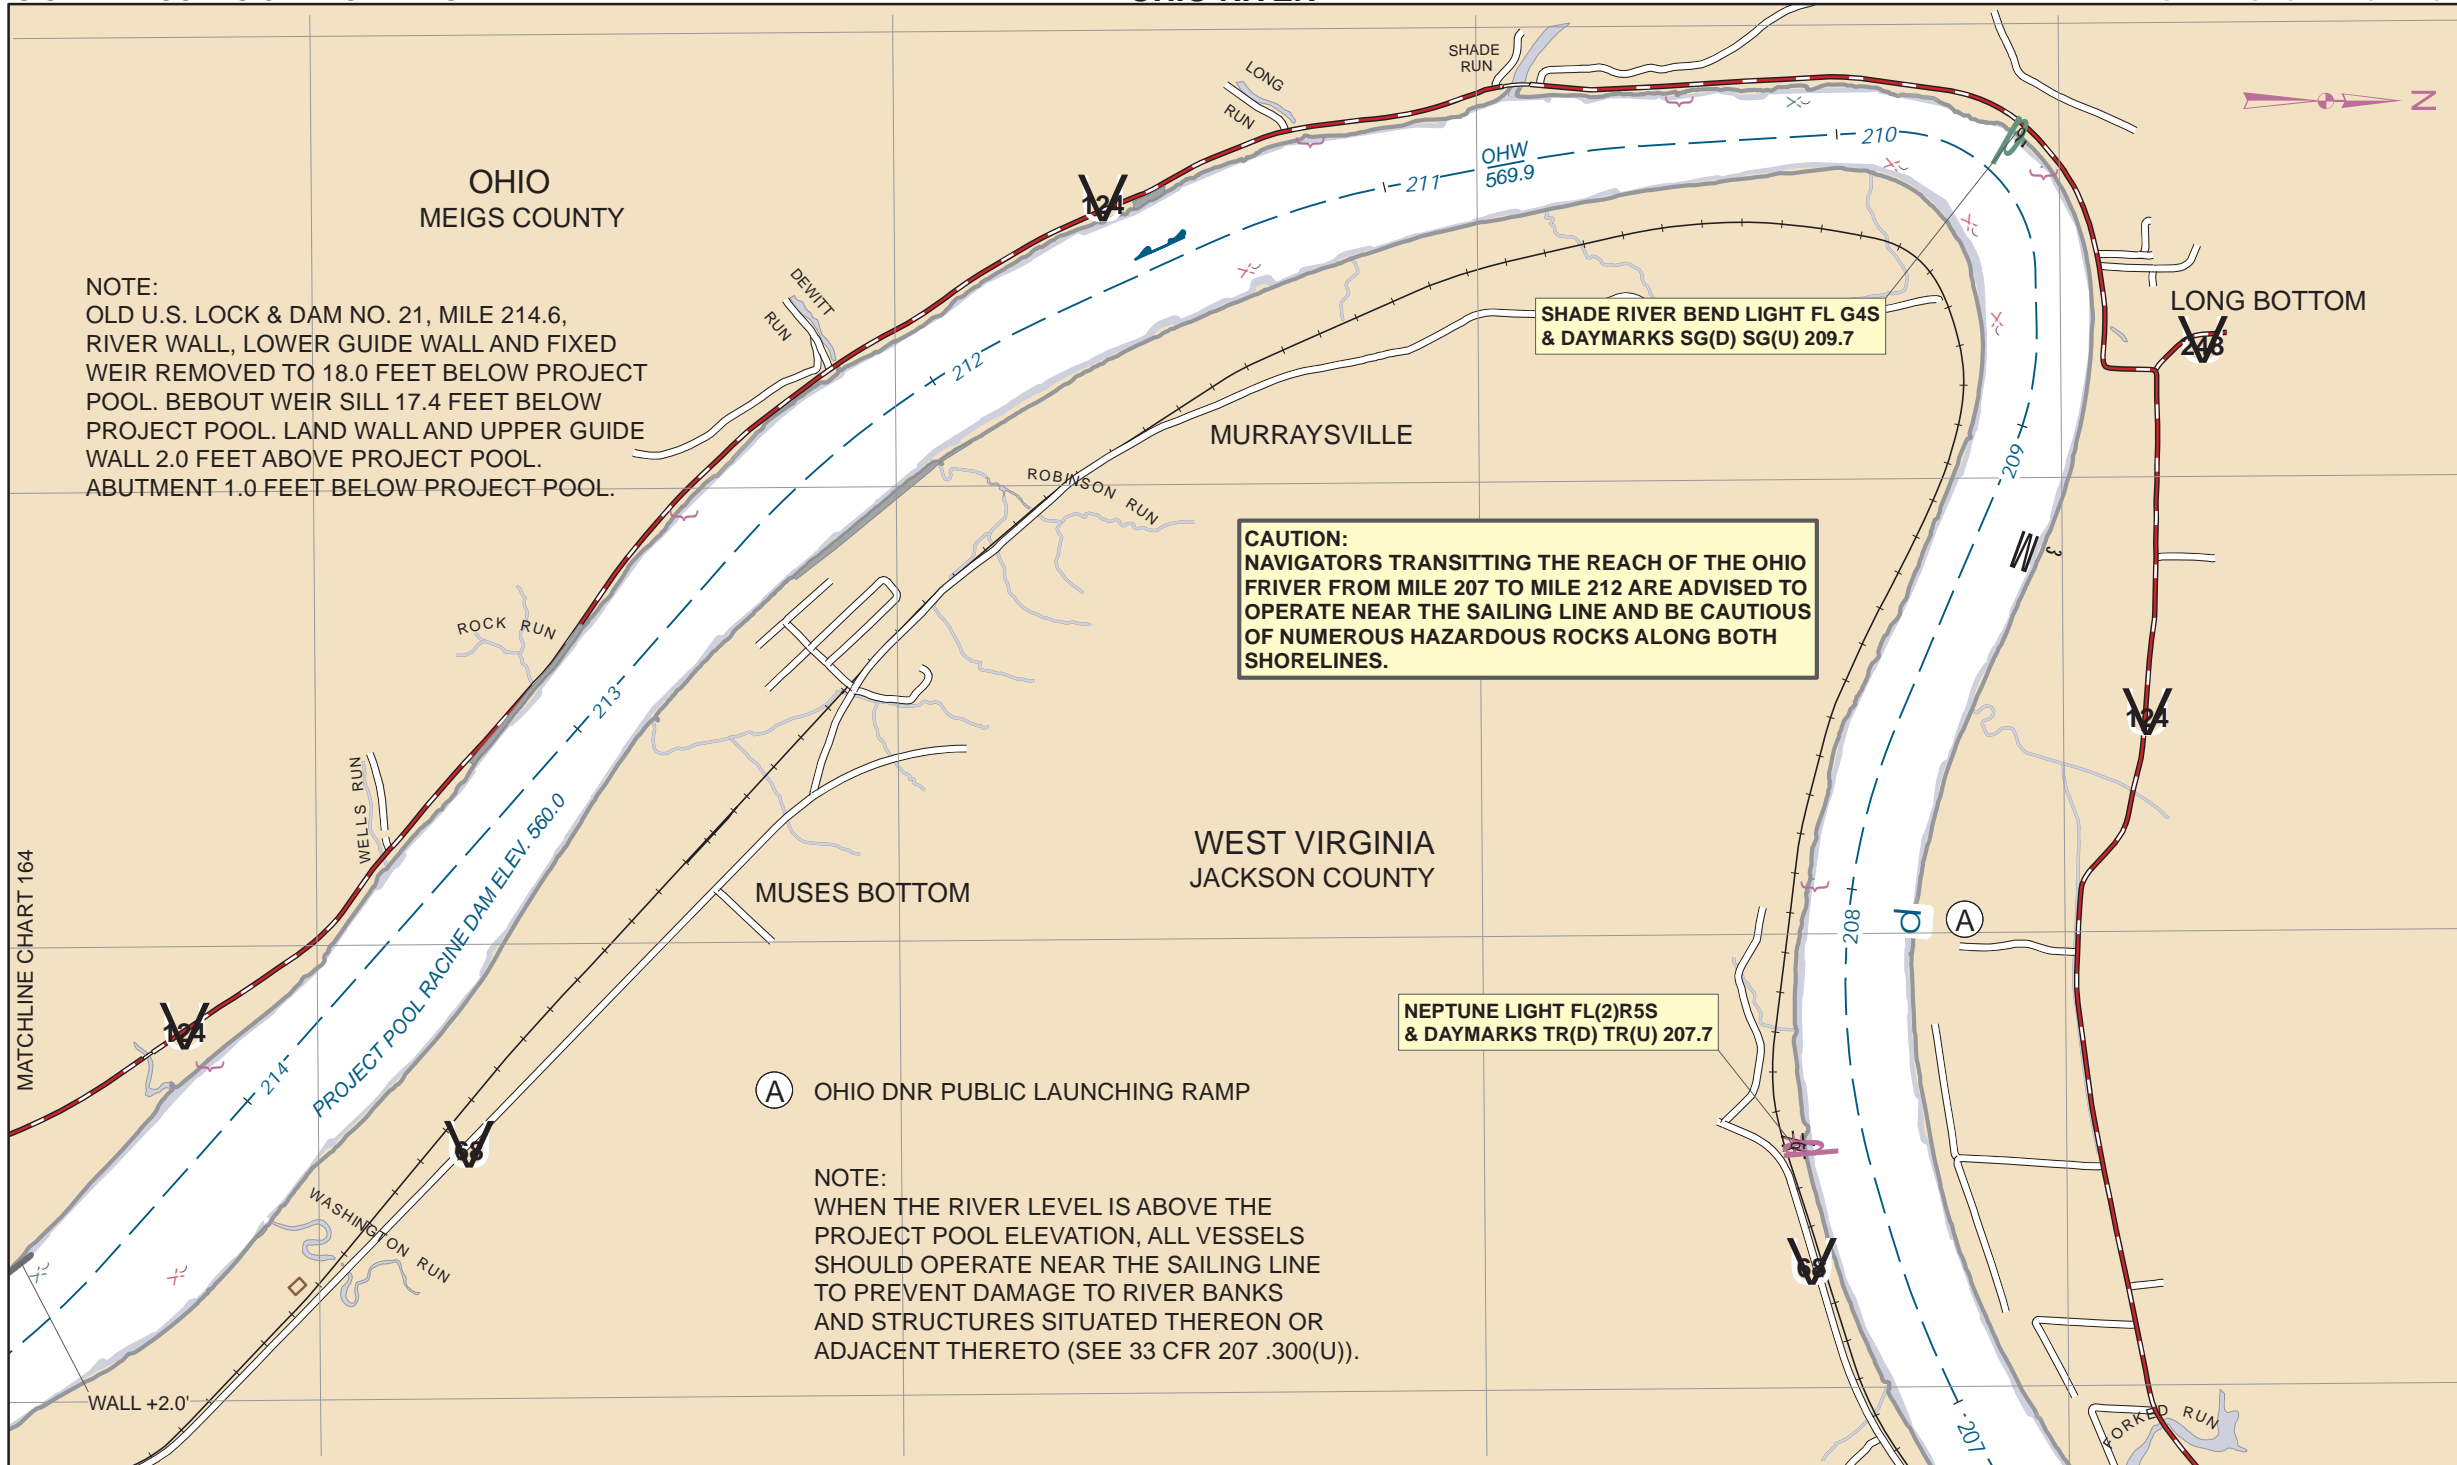 OHIO RIVER
OHIO
MEIGS COUNTY
NOTE:
OLD U.S. LOCK & DAM NO. 21, MILE 214.6,
RIVER WALL, LOWER GUIDE WALL AND FIXED
WEIR REMOVED TO 18.0 FEET BELOW PROJECT
POOL. BEBOUT WEIR SILL 17.4 FEET BELOW
PROJECT POOL. LAND WALL AND UPPER GUIDE
WALL 2.0 FEET ABOVE PROJECT POOL.
ABUTMENT 1.0 FEET BELOW PROJECT POOL.
LONG
RUN
SHADE
RUN
N
124
DEWITT
RUN
212
211
OHW
569.9
210
SHADE RIVER BEND LIGHT FL G4S
& DAYMARKS SG(D) SG(U) 209.7
LONG BOTTOM
248
MURRAYSVILLE
ROBINSON RUN
209
3
CAUTION:
NAVIGATORS TRANSITTING THE REACH OF THE OHIO
FRIVER FROM MILE 207 TO MILE 212 ARE ADVISED TO
OPERATE NEAR THE SAILING LINE AND BE CAUTIOUS
OF NUMEROUS HAZARDOUS ROCKS ALONG BOTH
SHORELINES.
ROCK RUN
213
124
WELLS RUN
PROJECT POOL RACINE DAM ELEV. 560.0
MUSES BOTTOM
WEST VIRGINIA
JACKSON COUNTY
208
A
MATCHLINE CHART 164
124
214
NEPTUNE LIGHT FL(2)R5S
& DAYMARKS TR(D) TR(U) 207.7
A OHIO DNR PUBLIC LAUNCHING RAMP
68
WASHINGTON RUN
NOTE:
WHEN THE RIVER LEVEL IS ABOVE THE
PROJECT POOL ELEVATION, ALL VESSELS
SHOULD OPERATE NEAR THE SAILING LINE
TO PREVENT DAMAGE TO RIVER BANKS
AND STRUCTURES SITUATED THEREON OR
ADJACENT THERETO (SEE 33 CFR 207 .300(U)).
68
WALL +2.0'
207
FORKED RUN